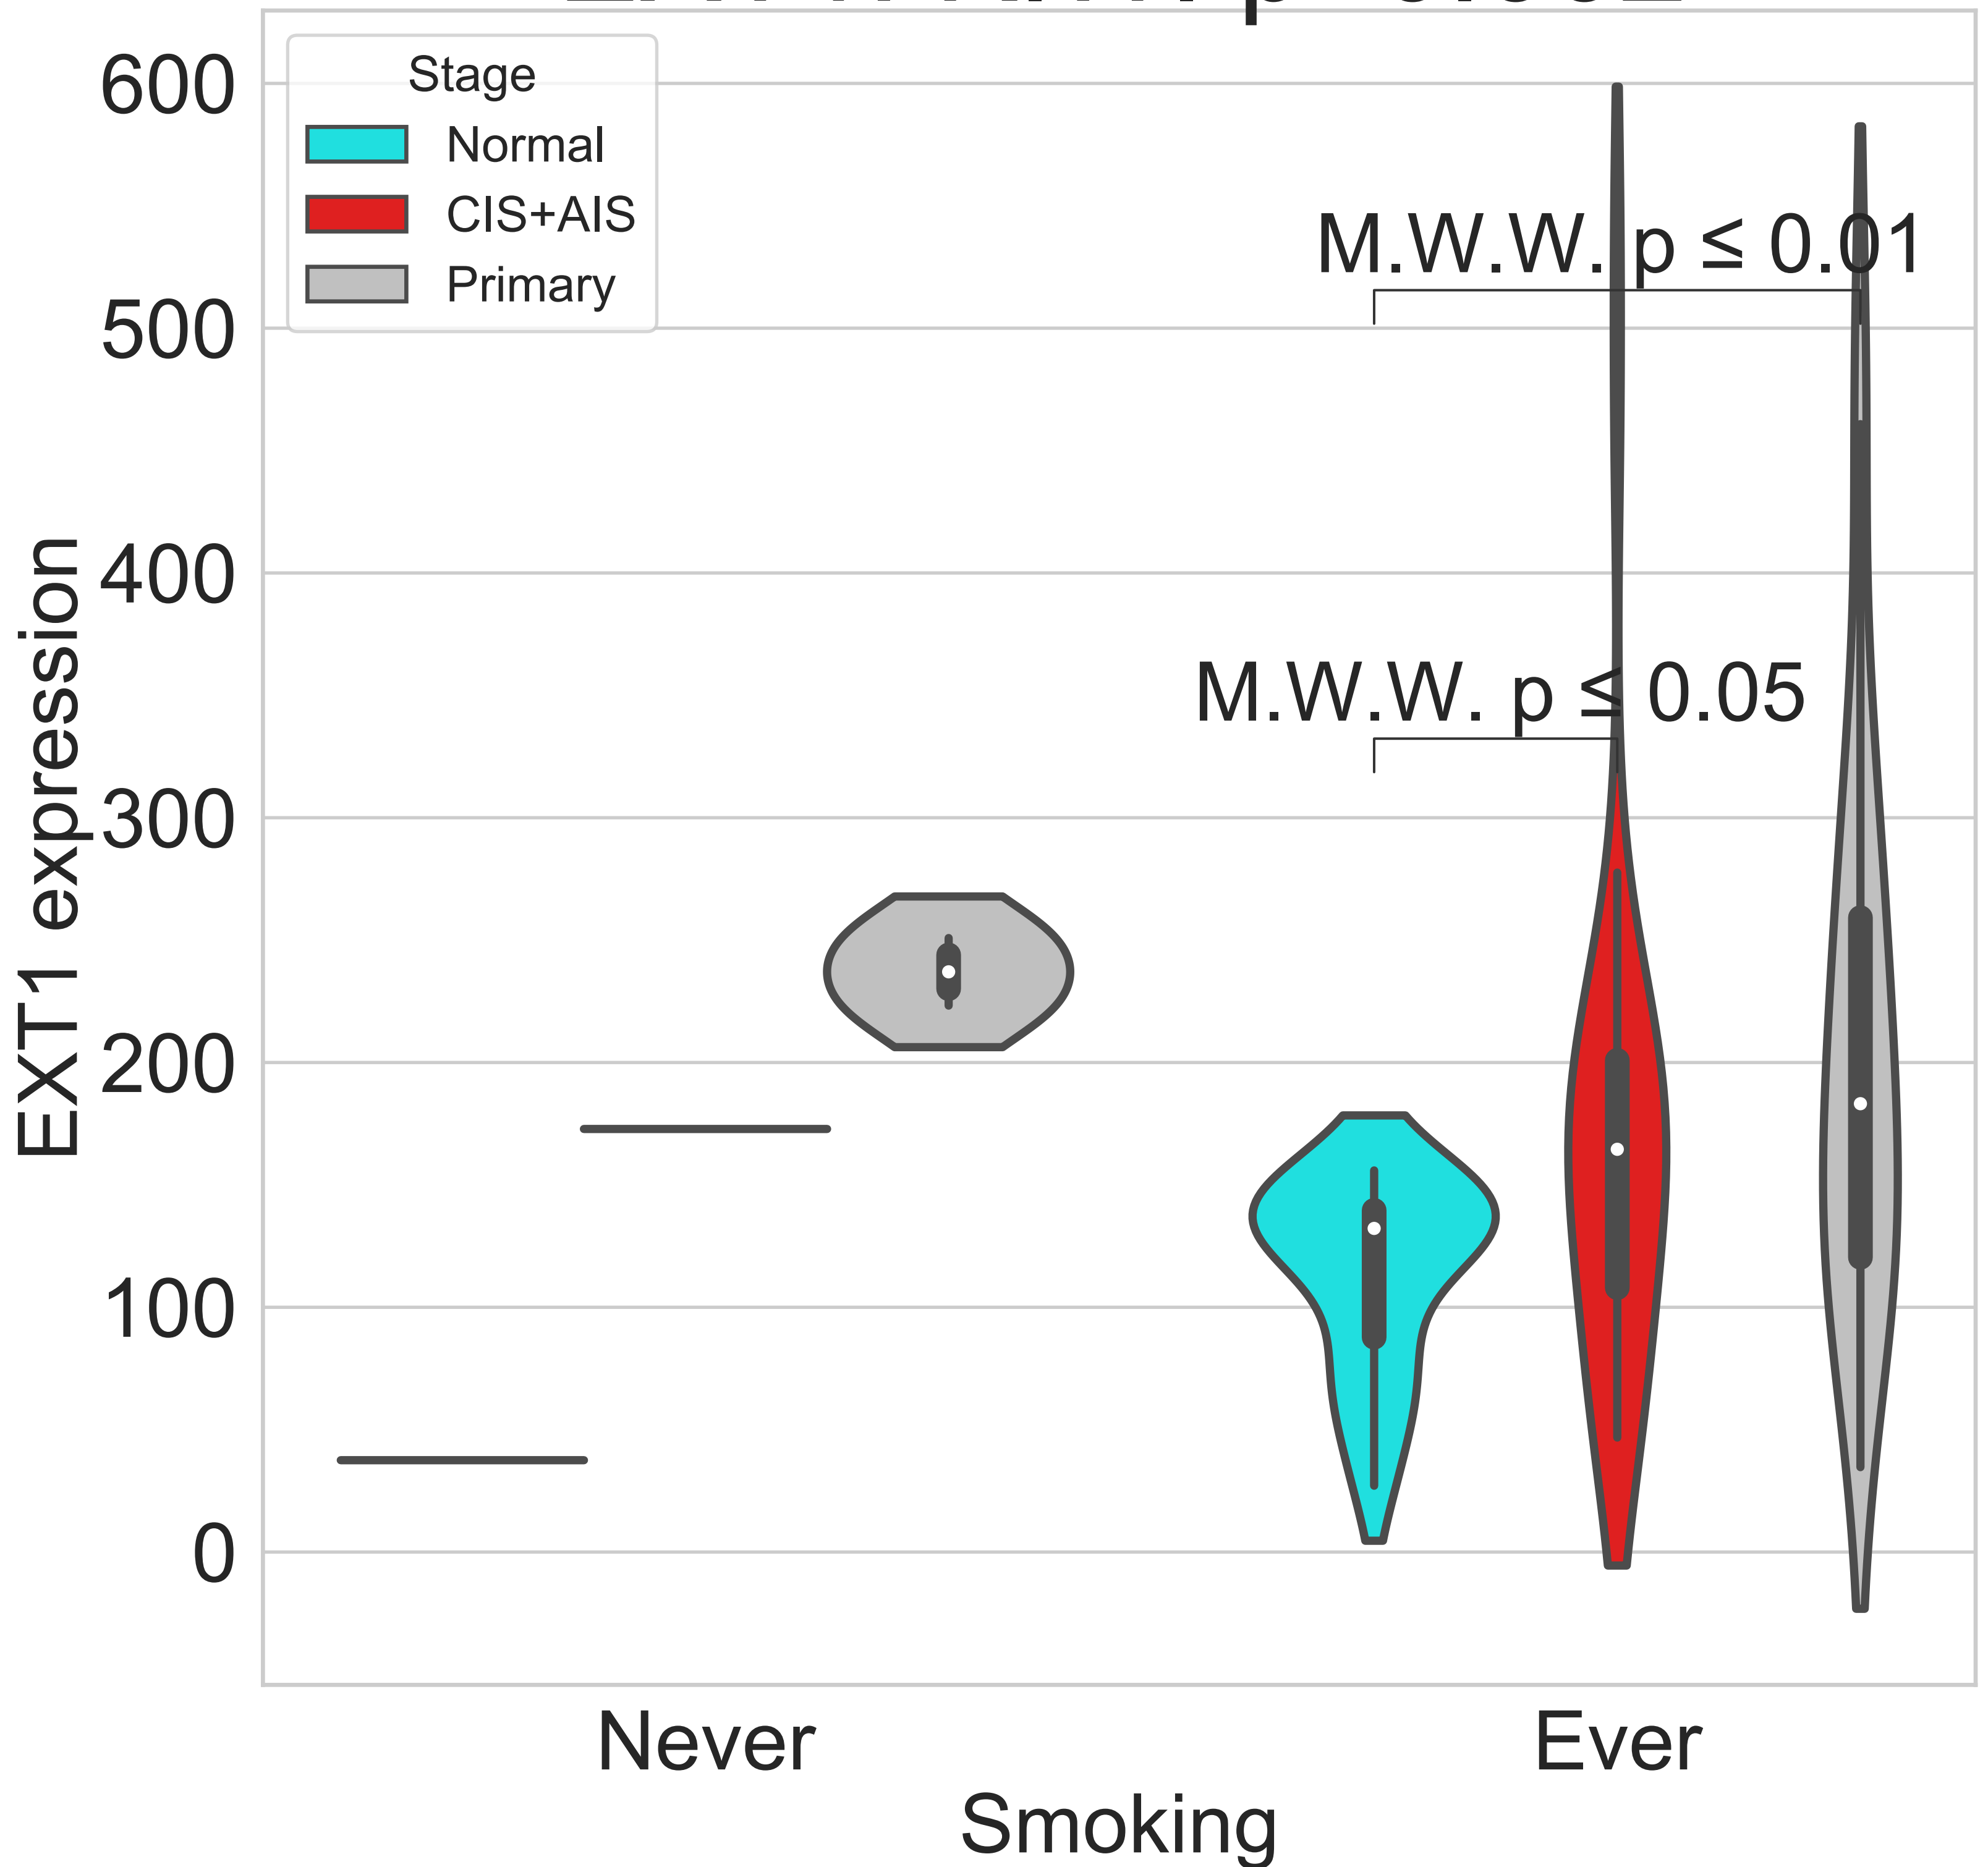 Stage
Normal
CIS+AIS
Primary
M.W.W. p ≤ 0.01
M.W.W. p ≤ 0.05
600
500
400
300
200
100
0
EXT1 expression
Never
Ever
Smoking